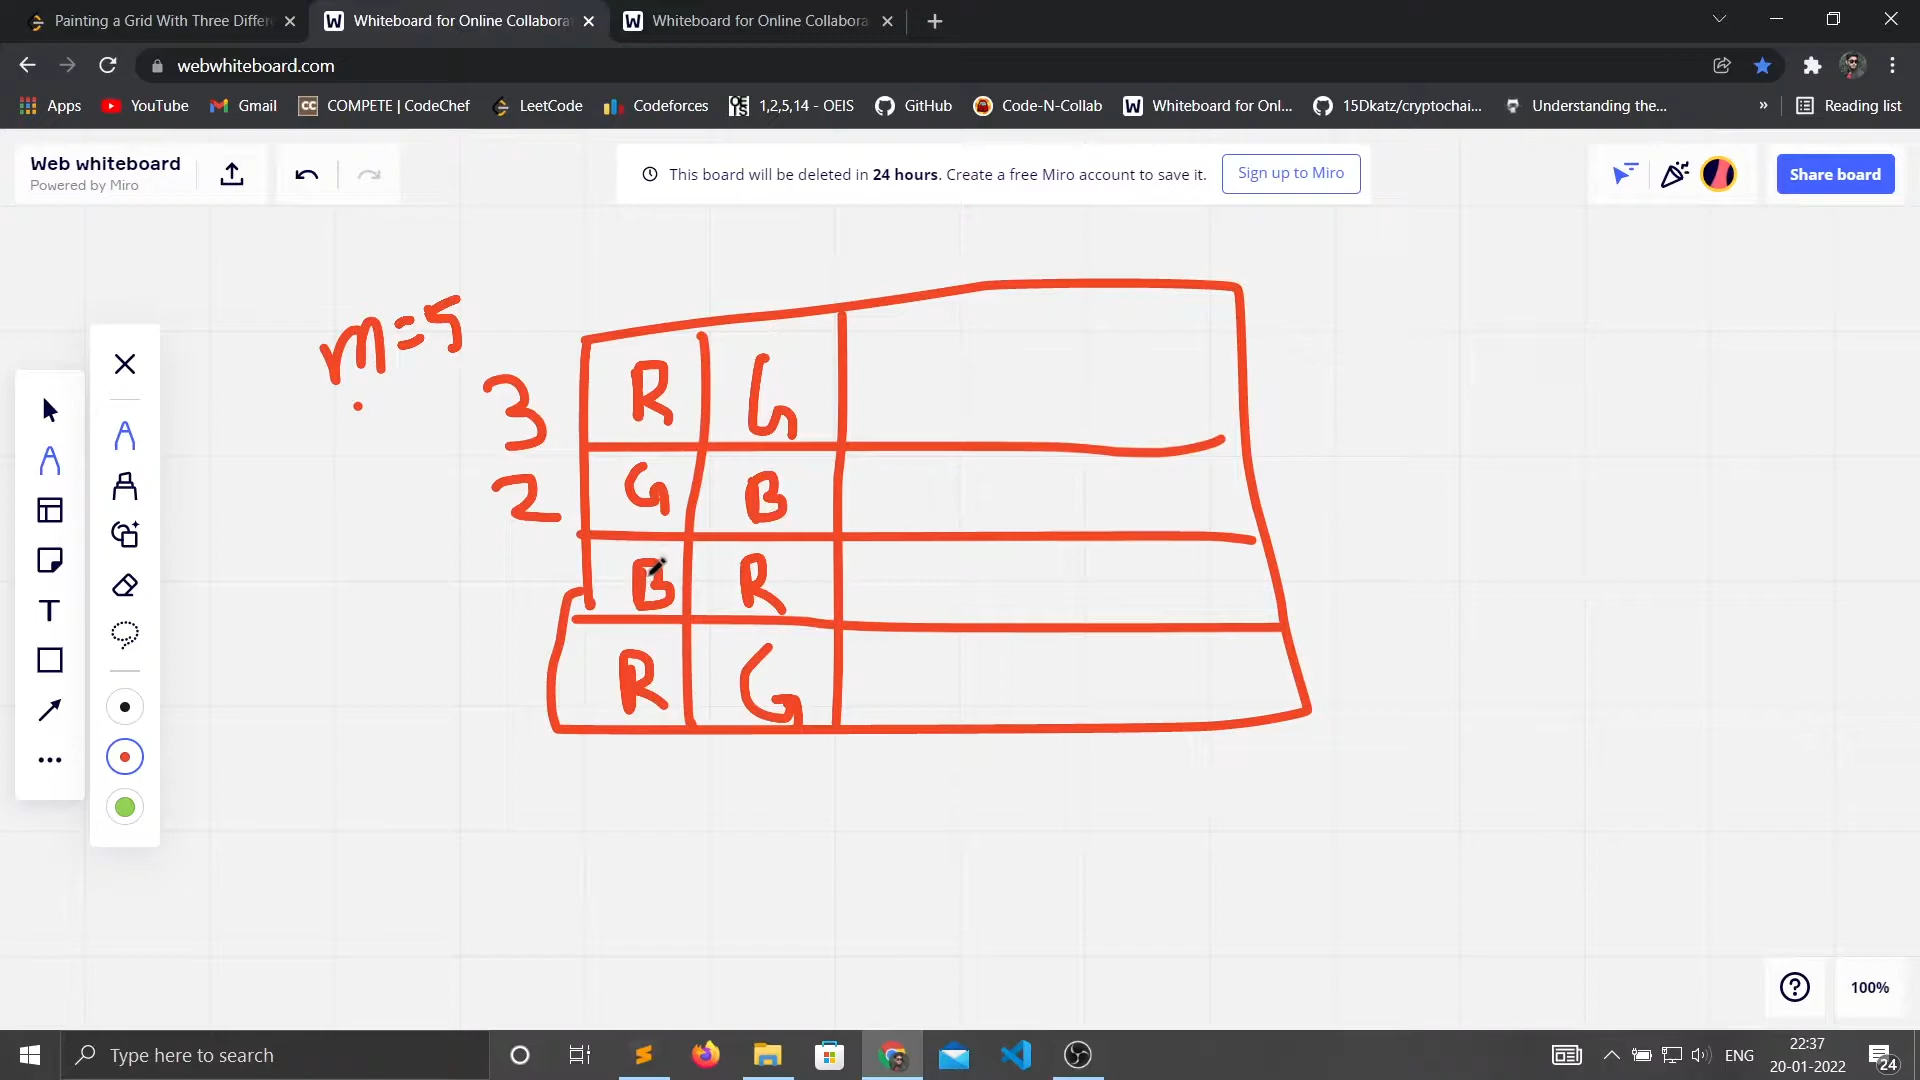 Painting a Grid With Three Differ
Whiteboard for Online Collabora
Whiteboard for Online Collabora
webwhiteboard.com
Apps
YouTube
Gmail
CC COMPETE | CodeChef
LeetCode
Codeforces
1,2,5,14 - OEIS
GitHub
Code-N-Collab
W Whiteboard for Onl...
15Dkatz/cryptochai...
Understanding the...
»
Reading list
Web whiteboard
Powered by Miro
This board will be deleted in 24 hours. Create a free Miro account to save it.
Sign up to Miro
Share board
m=5
3 R G
2 G B
B R
R G
T
100%
Type here to search
ENG
22:37
20-01-2022
24